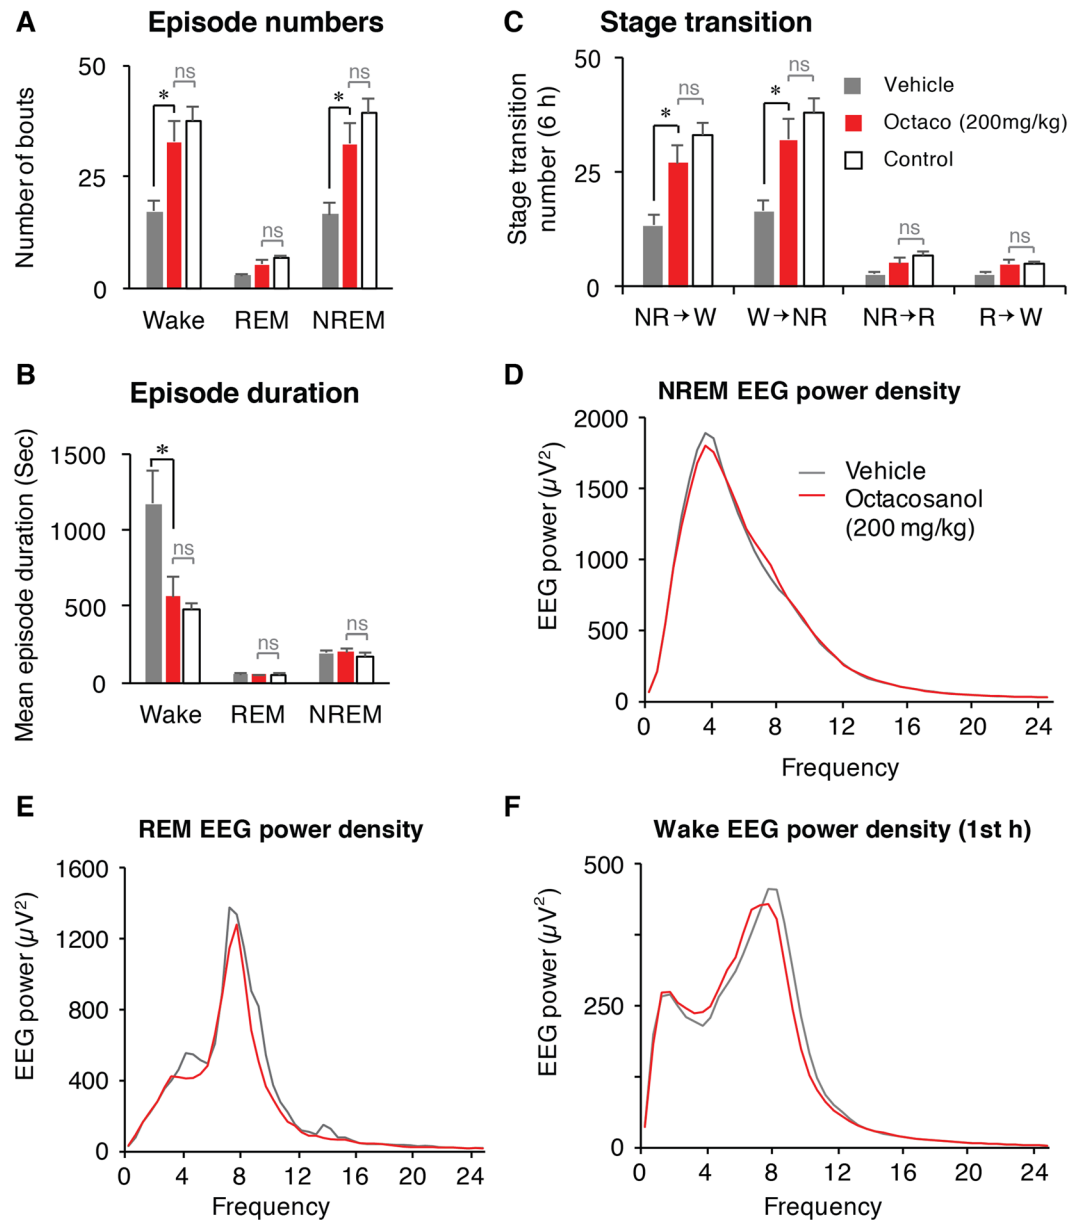 A
Episode numbers
Number of bouts
50
25
0
*
ns
ns
*
ns
Wake REM NREM
C
Stage transition
Stage transition
number (6 h)
50
25
0
*
ns
*
ns
ns
ns
Vehicle
Octaco (200mg/kg)
Control
NR→W W→NR NR→R R→W
B
Episode duration
Mean episode duration (Sec)
1500
1000
500
0
*
ns
ns
ns
Wake REM NREM
D
NREM EEG power density
EEG power (µV²)
2000
1500
1000
500
0
Vehicle
Octacosanol
(200 mg/kg)
0 4 8 12 16 20 24
Frequency
E
REM EEG power density
EEG power (µV²)
1600
1200
800
400
0
0 4 8 12 16 20 24
Frequency
F
Wake EEG power density (1st h)
EEG power (µV²)
500
250
0
0 4 8 12 16 20 24
Frequency